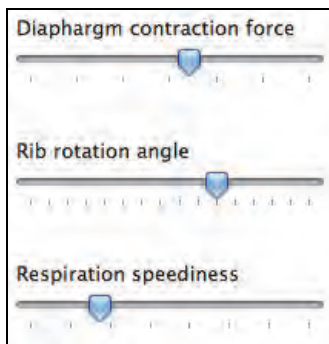 Diaphargm contraction force
Rib rotation angle
Respiration speediness